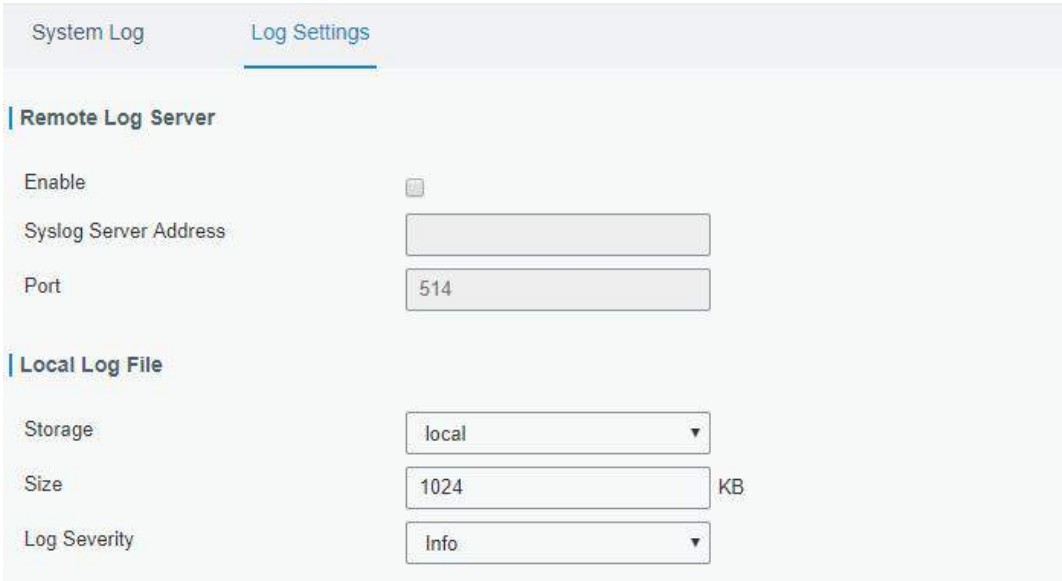 System Log Log Settings
Remote Log Server
Enable
Syslog Server Address
Port 514
Local Log File
Storage local
Size 1024 KB
Log Severity Info